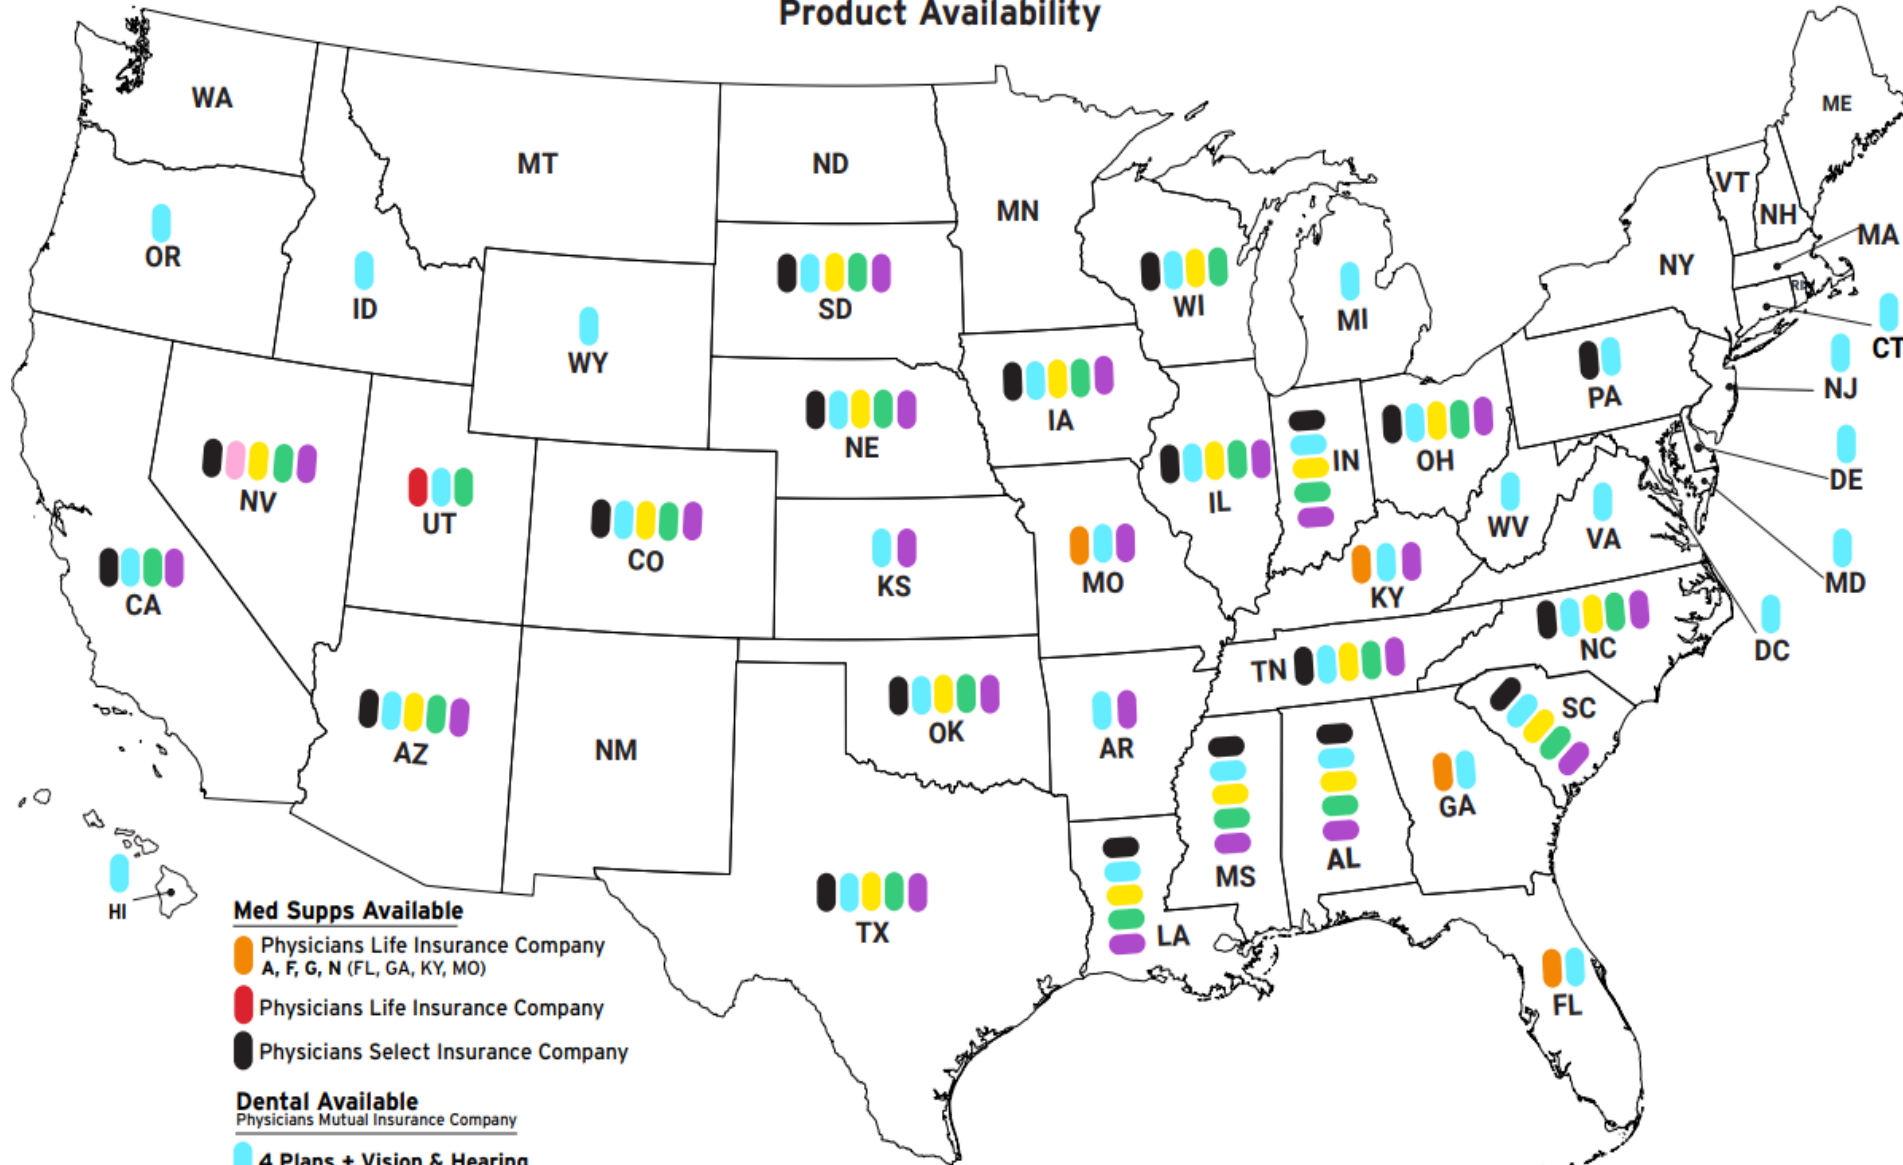 Product Availability
WA
MT
ND
MN
ME
VT
NH
MA
NY
RI
OR
ID
WY
SD
WI
MI
CT
NJ
PA
NE
IA
IL
IN
OH
DE
NV
UT
CO
KS
MO
KY
WV
VA
MD
CA
NC
DC
TN
SC
AZ
NM
OK
AR
GA
MS
AL
TX
LA
FL
HI
Med Supps Available
Physicians Life Insurance Company
A, F, G, N (FL, GA, KY, MO)
Physicians Life Insurance Company
Physicians Select Insurance Company
Dental Available
Physicians Mutual Insurance Company
4 Plans + Vision & Hearing